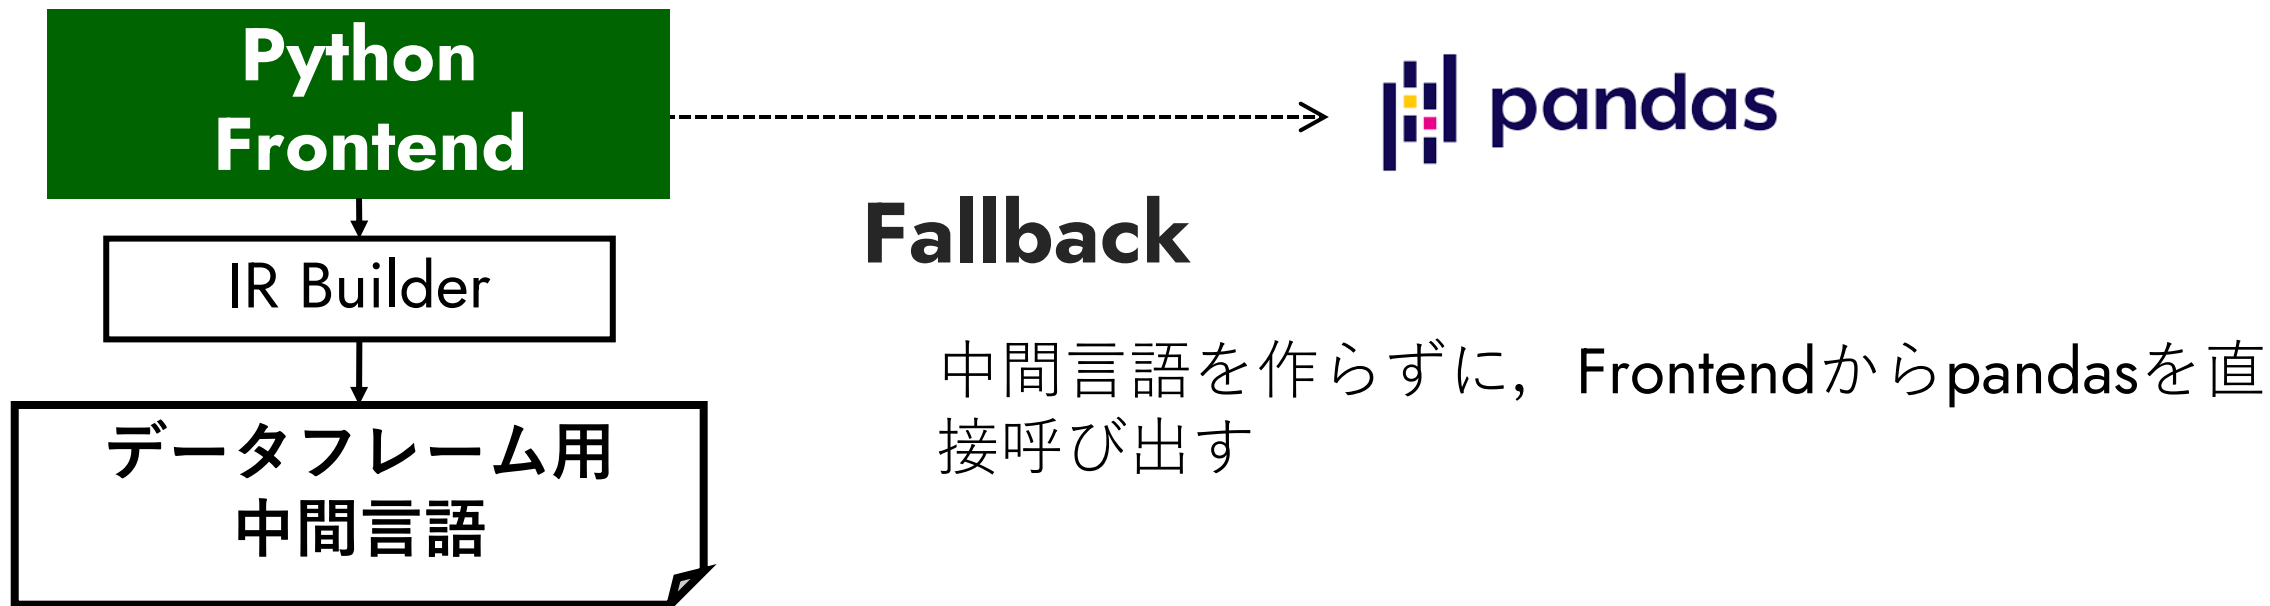 Python
Frontend
pandas
Fallback
IR Builder
中間言語を作らずに，Frontendからpandasを直
接呼び出す
データフレーム用
中間言語